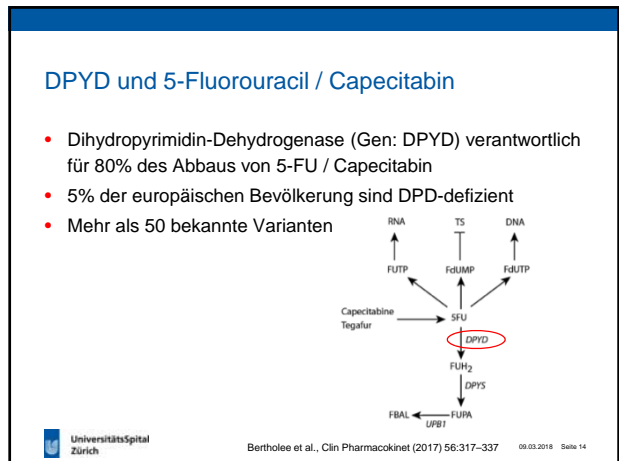 DPYD und 5-Fluorouracil / Capecitabin
• Dihydropyrimidin-Dehydrogenase (Gen: DPYD) verantwortlich
für 80% des Abbaus von 5-FU / Capecitabin
• 5% der europäischen Bevölkerung sind DPD-defizient
• Mehr als 50 bekannte Varianten
RNA TS DNA
FUTP FdUMP FdUTP
Capecitabine
Tegafur
5FU
DPYD
FUH2
DPYS
FBAL FUPA
UPB1
UniversitätsSpital
Zürich
Bertholee et al., Clin Pharmacokinet (2017) 56:317–337
09.03.2018 Seite 14